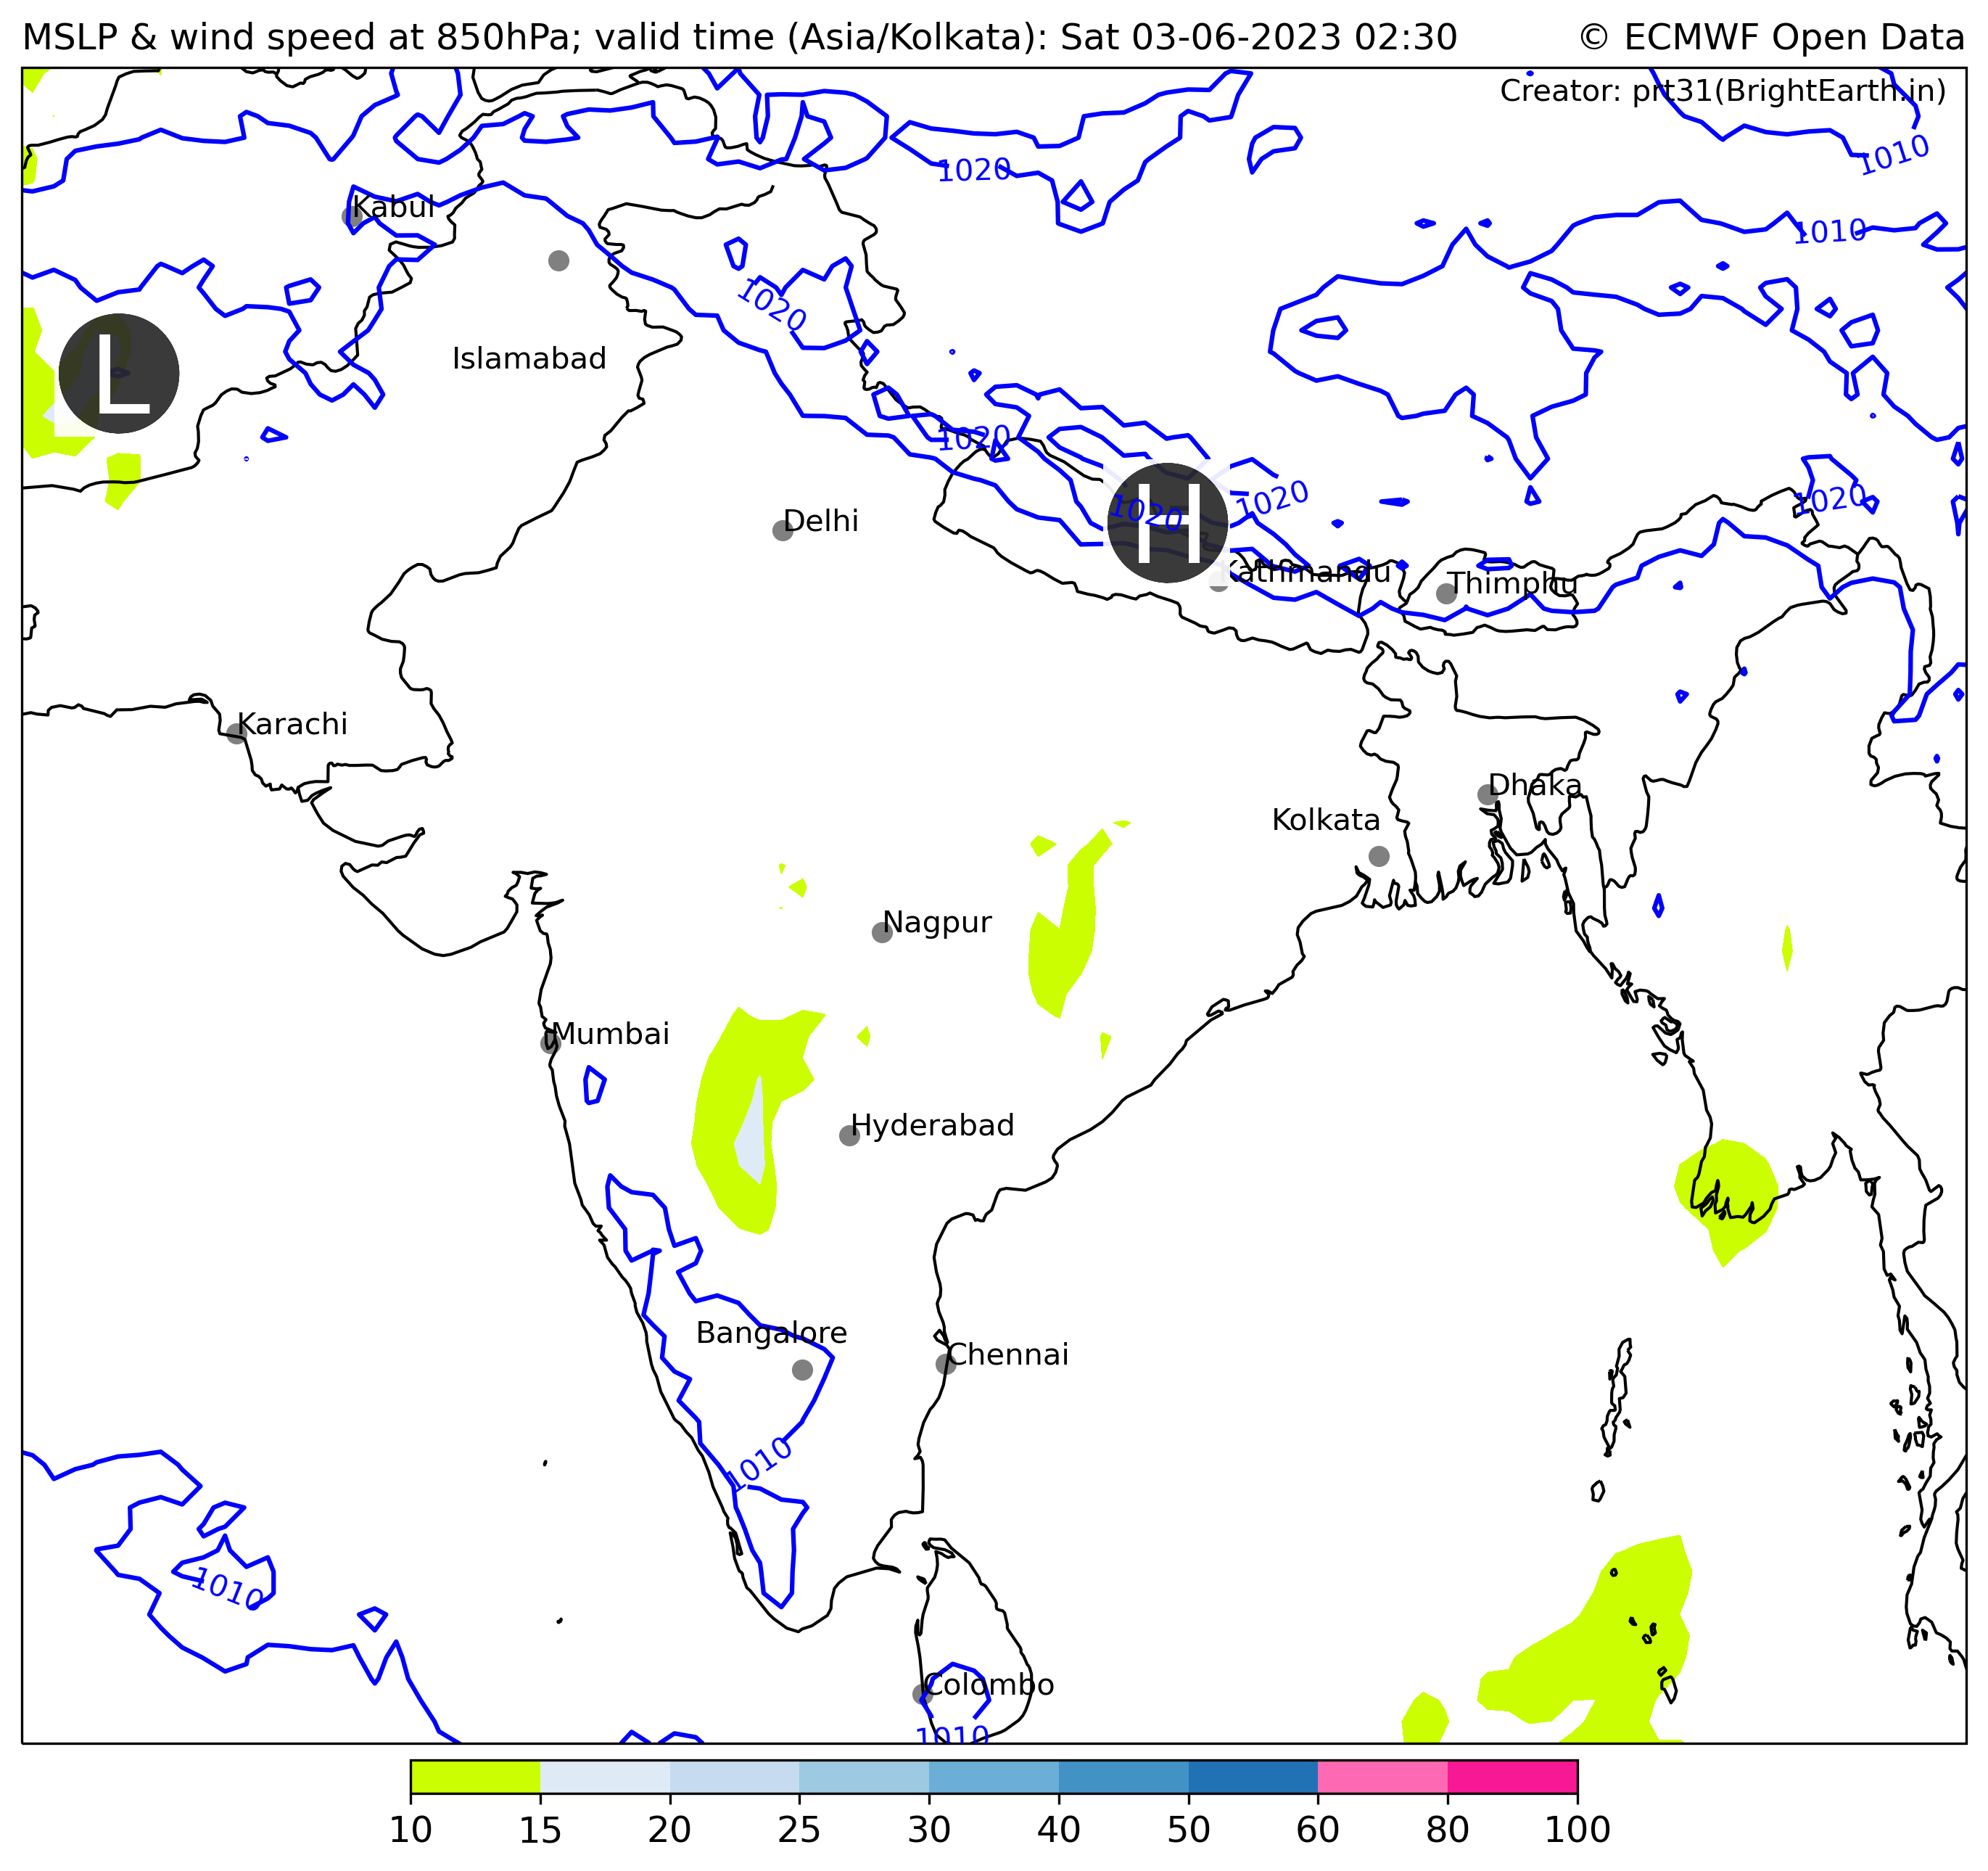 MSLP & wind speed at 850hPa; valid time (Asia/Kolkata): Sat 03-06-2023 02:30
© ECMWF Open Data
Creator: prt31(BrightEarth.in)
1010
1020
Kabul
1010
1020
L
Islamabad
1020
1020
1020
1020
H
Delhi
Kathmandu
Thimphu
Karachi
Dhaka
Kolkata
Nagpur
Mumbai
Hyderabad
Bangalore
Chennai
1010
1010
Colombo
1010
10 15 20 25 30 40 50 60 80 100